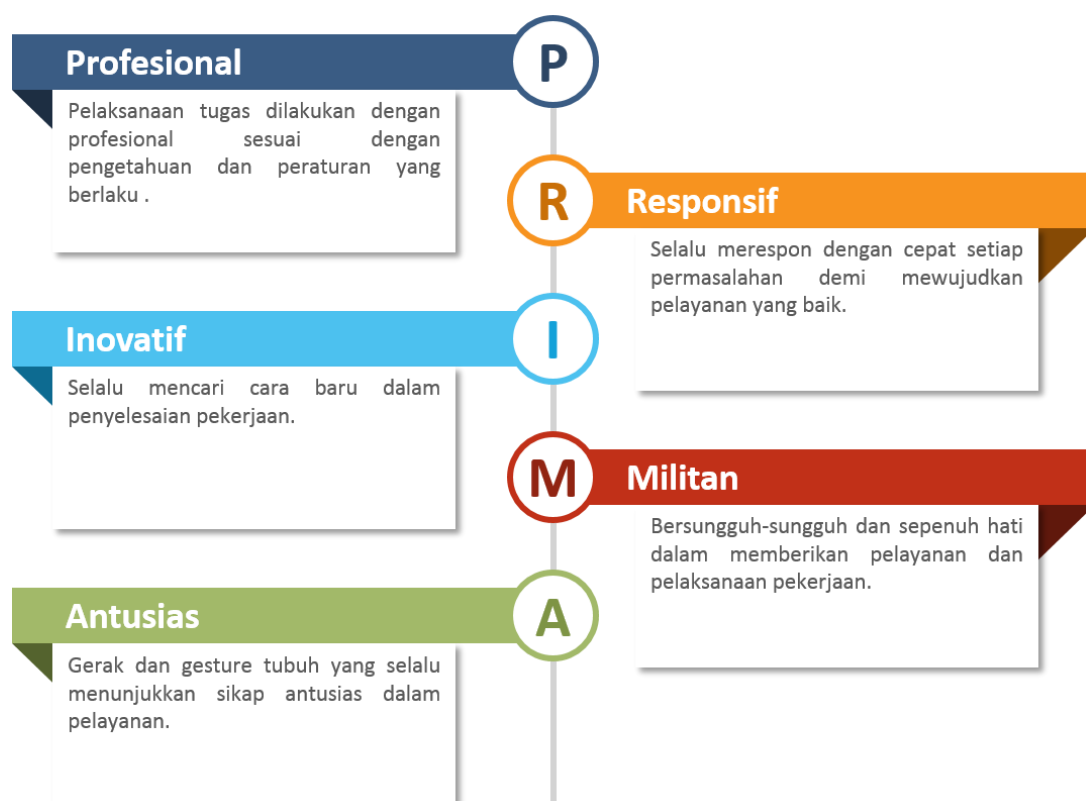 Profesional
P
Pelaksanaan tugas dilakukan dengan
profesional sesuai dengan
pengetahuan dan peraturan yang
berlaku .
R
Responsif
Selalu merespon dengan cepat setiap
permasalahan demi mewujudkan
pelayanan yang baik.
Inovatif
I
Selalu mencari cara baru dalam
penyelesaian pekerjaan.
M
Militan
Bersungguh-sungguh dan sepenuh hati
dalam memberikan pelayanan dan
pelaksanaan pekerjaan.
Antusias
A
Gerak dan gesture tubuh yang selalu
menunjukkan sikap antusias dalam
pelayanan.